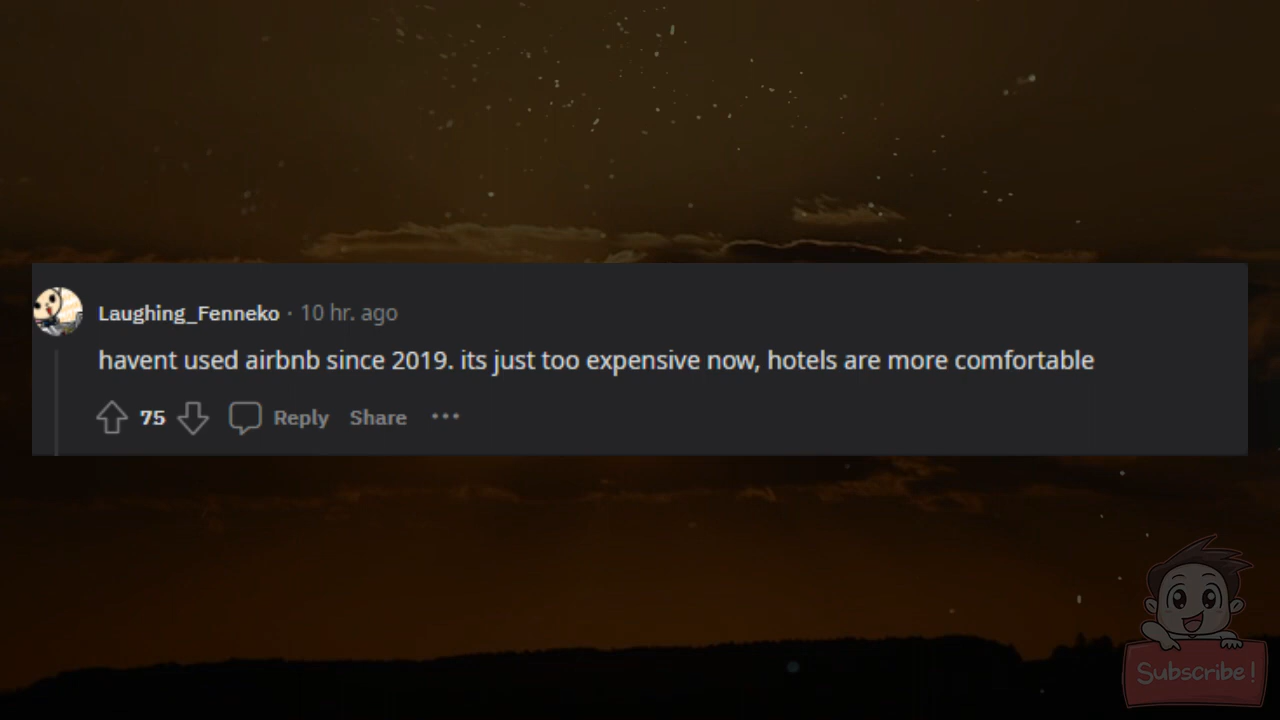 Laughing_Fenneko · 10 hr. ago
havent used airbnb since 2019. its just too expensive now, hotels are more comfortable
75 Reply Share ···
Subscribe!